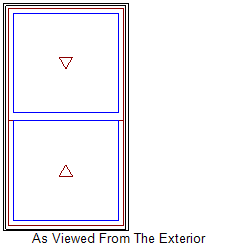 As Viewed From The Exterior